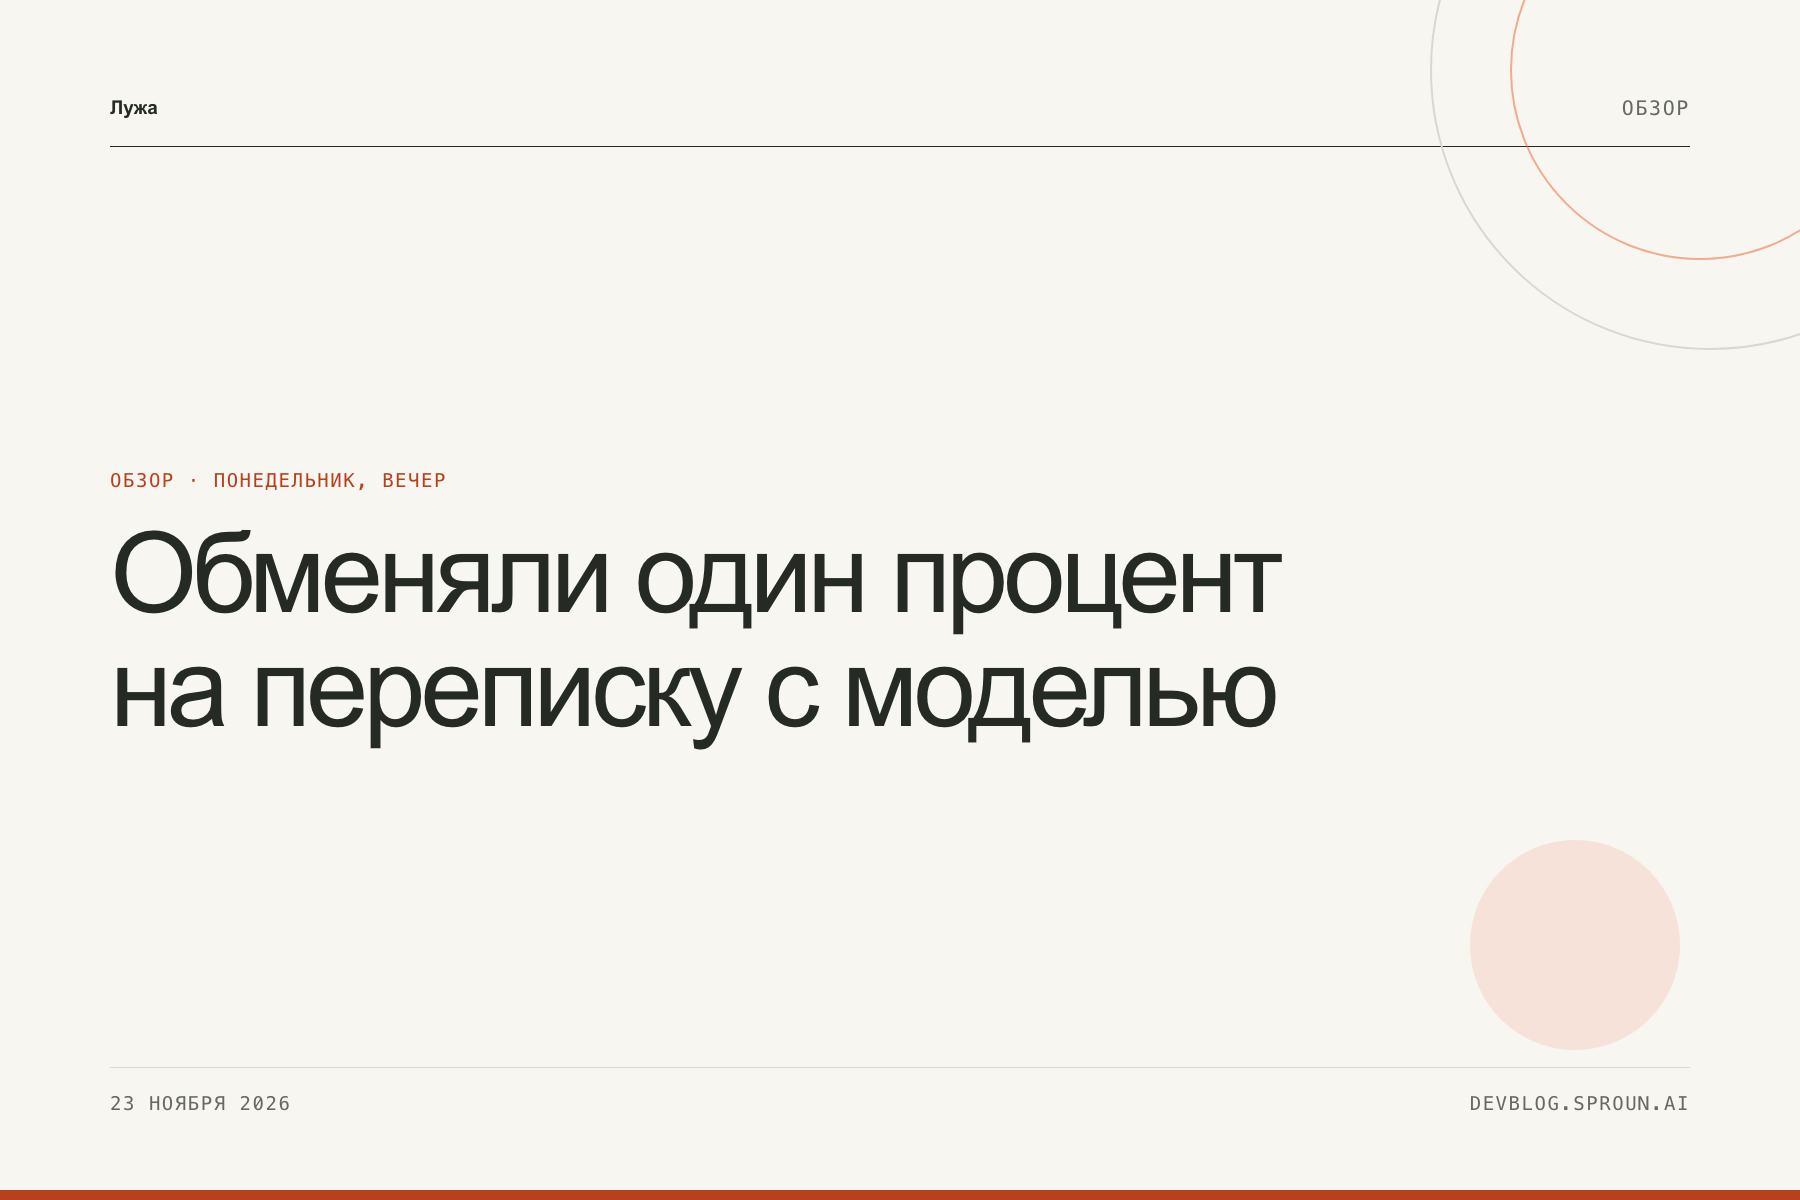 Лужа
ОБЗОР
ОБЗОР · ПОНЕДЕЛЬНИК, ВЕЧЕР
Обменяли один процент
на переписку с моделью
23 НОЯБРЯ 2026
DEVBLOG.SPROUN.AI